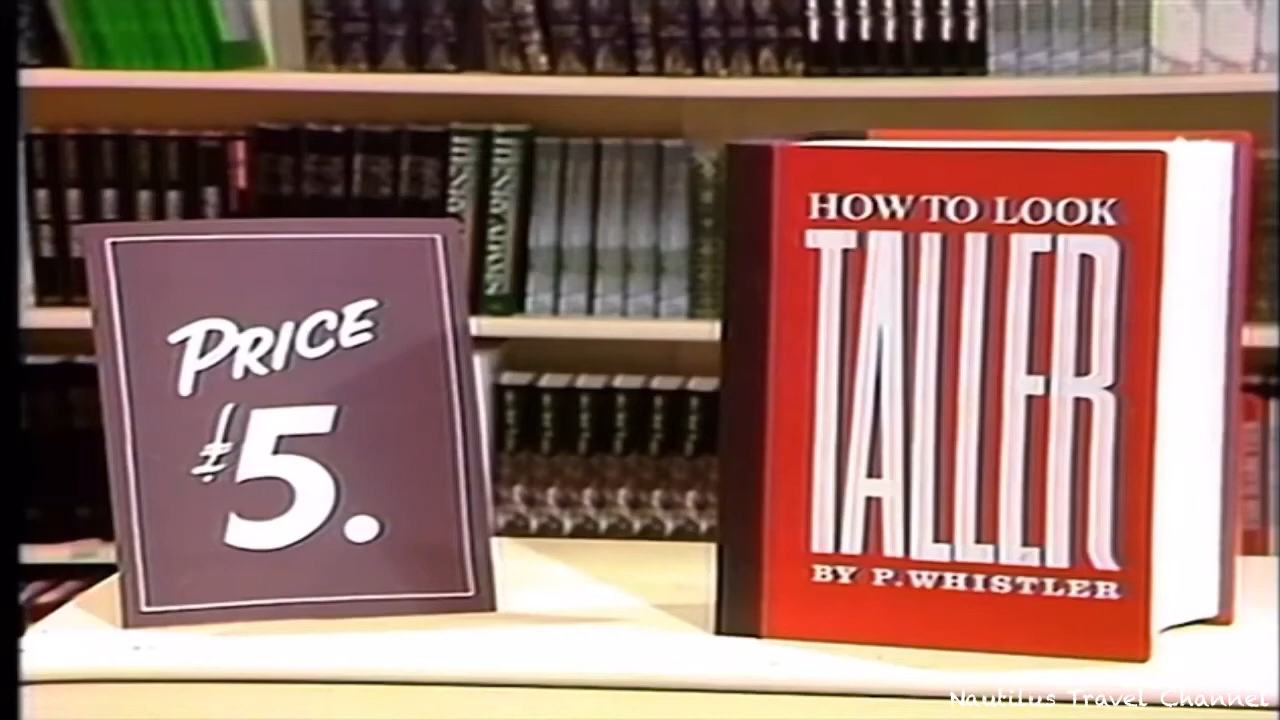 PRICE
£5.
HOW TO LOOK
TALLER
BY P. WHISTLER
Nautilus Travel Channel